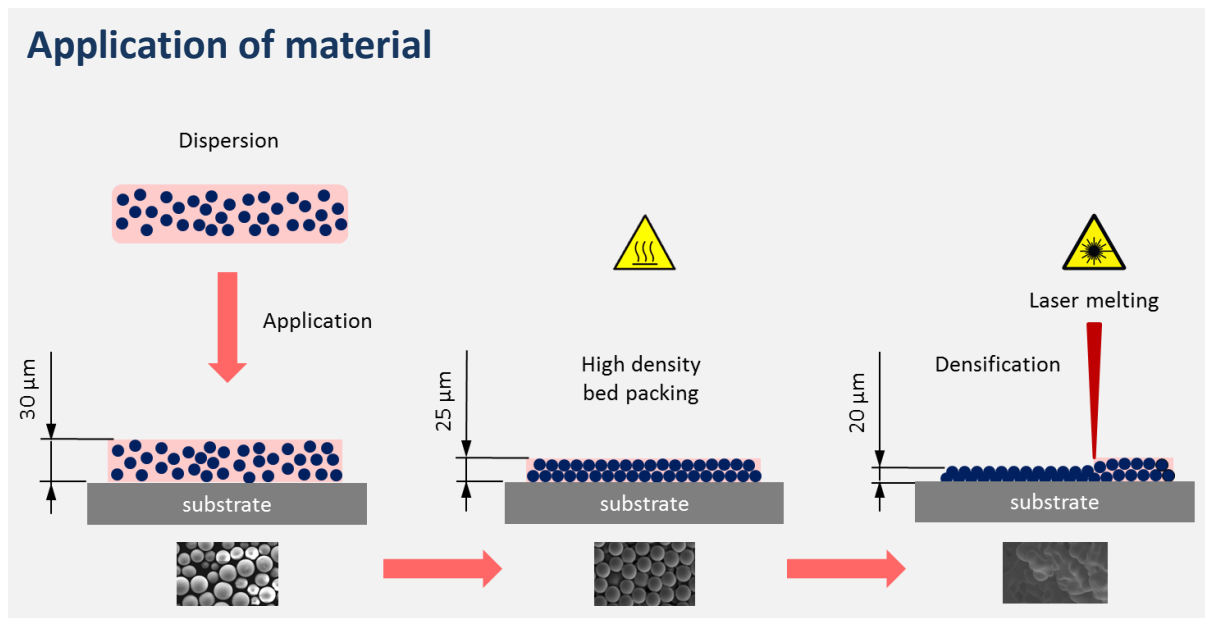 Application of material
Dispersion
Application
30 µm
substrate
High density
bed packing
25 µm
substrate
Laser melting
Densification
20 µm
substrate